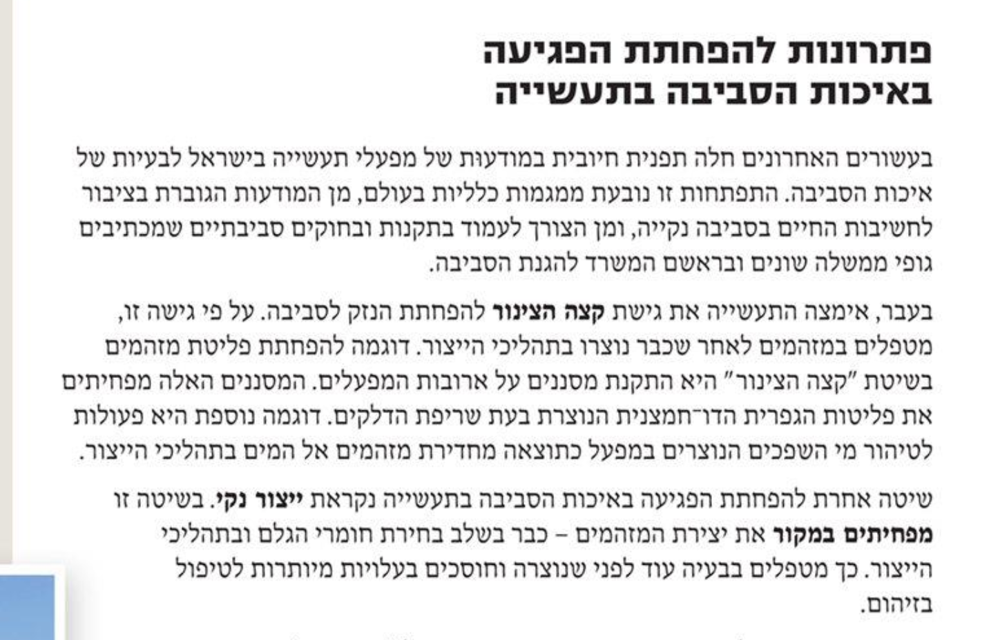 פתרונות להפחתת הפגיעה
באיכות הסביבה בתעשייה
בעשורים האחרונים חלה תפנית חיובית במודעות של מפעלי תעשייה בישראל לבעיות של
איכות הסביבה. התפתחות זו נובעת ממגמות כלליות בעולם, מן המודעות הגוברת בציבור
לחשיבות החיים בסביבה נקייה, ומן הצורך לעמוד בתקנות ובחוקים סביבתיים שמכתיבים
גופי ממשלה שונים ובראשם המשרד להגנת הסביבה.
בעבר, אימצה התעשייה את גישת קצה הצינור להפחתת הנזק לסביבה. על פי גישה זו,
מטפלים במזהמים לאחר שכבר נוצרו בתהליכי הייצור. דוגמה להפחתת פליטת מזהמים
בשיטת "קצה הצינור" היא התקנת מסננים על ארובות המפעלים. המסננים האלה מפחיתים
את פליטות הגפרית הדו־חמצנית הנוצרת בעת שריפת הדלקים. דוגמה נוספת היא פעולות
לטיהור מי השפכים הנוצרים במפעל כתוצאה מחדירת מזהמים אל המים בתהליכי הייצור.
שיטה אחרת להפחתת הפגיעה באיכות הסביבה בתעשייה נקראת ייצור נקי. בשיטה זו
מפחיתים במקור את יצירת המזהמים – כבר בשלב בחירת חומרי הגלם ובתהליכי
הייצור. כך מטפלים בבעיה עוד לפני שנוצרה וחוסכים בעלויות מיותרות לטיפול
בזיהום.